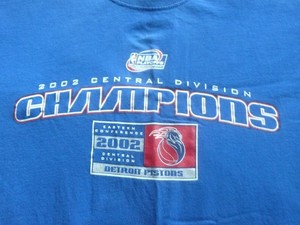 NBA
2002 CENTRAL DIVISION
CHAMPIONS
EASTERN
CONFERENCE
2002
CENTRAL
DIVISION
DETROIT PISTONS